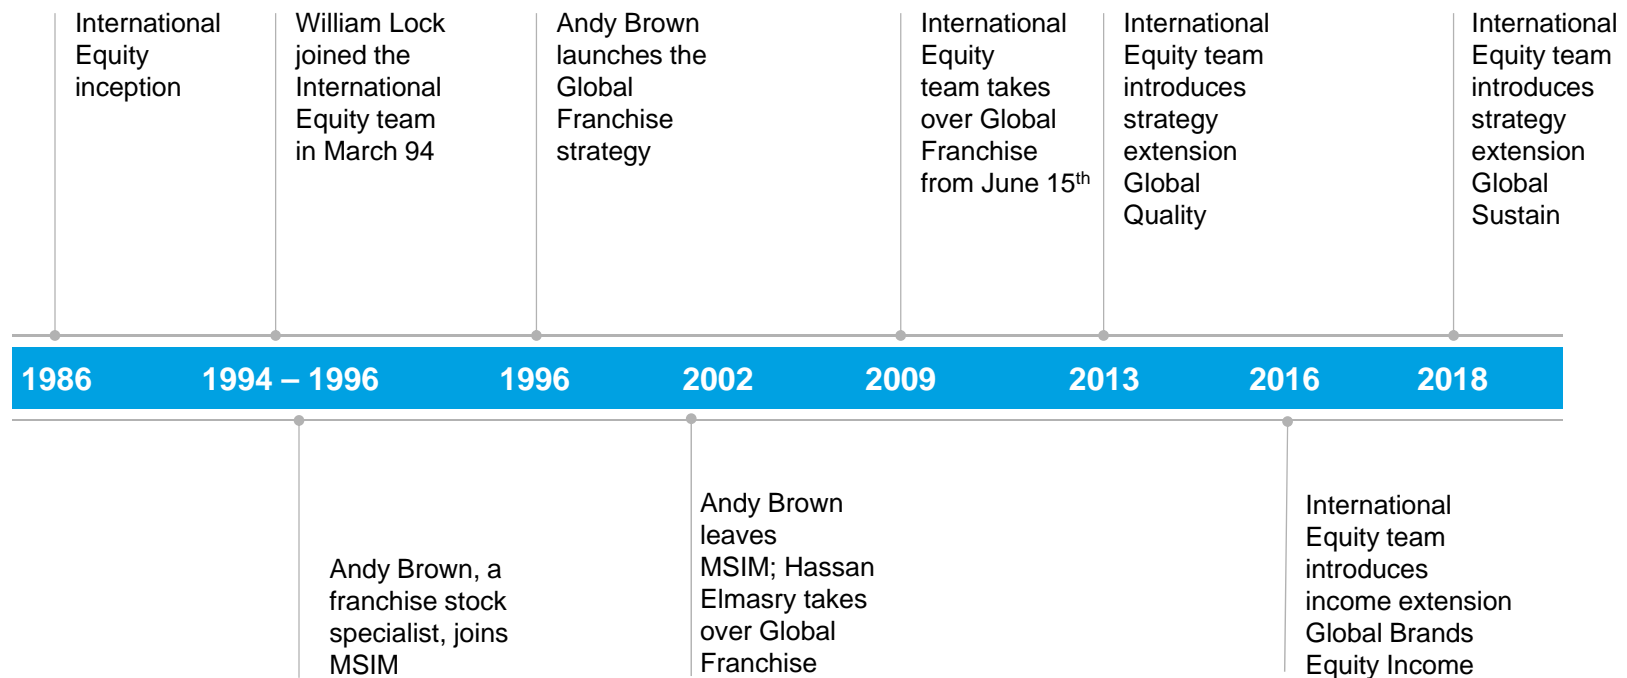 International
Equity
inception
William Lock
joined the
International
Equity team
in March 94
Andy Brown
launches the
Global
Franchise
strategy
International
Equity
team takes
over Global
Franchise
from June 15th
International
Equity team
introduces
strategy
extension
Global
Quality
International
Equity team
introduces
strategy
extension
Global
Sustain
1986 1994 – 1996 1996 2002 2009 2013 2016 2018
Andy Brown, a
franchise stock
specialist, joins
MSIM
Andy Brown
leaves
MSIM; Hassan
Elmasry takes
over Global
Franchise
International
Equity team
introduces
income extension
Global Brands
Equity Income